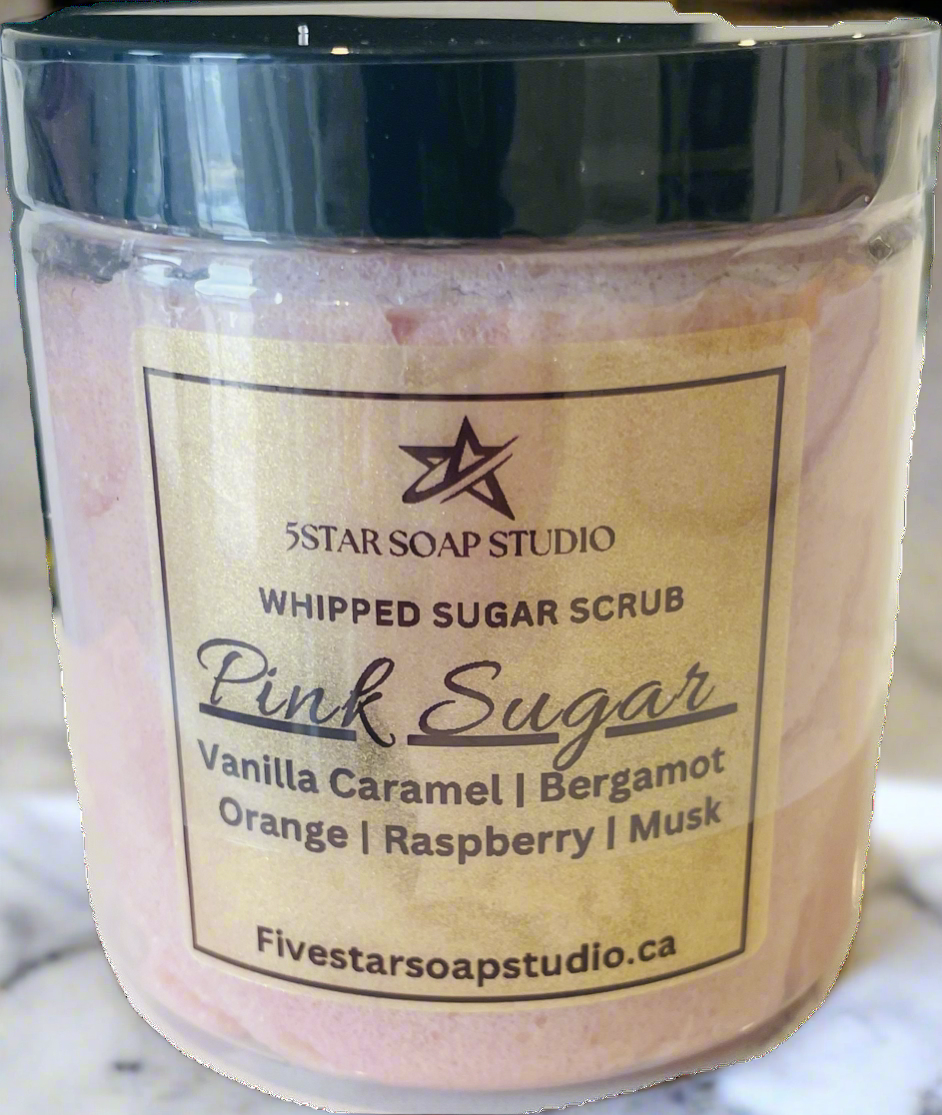 5STAR SOAP STUDIO
WHIPPED SUGAR SCRUB
Pink Sugar
Vanilla Caramel | Bergamot
Orange | Raspberry | Musk
Fivestarsoapstudio.ca